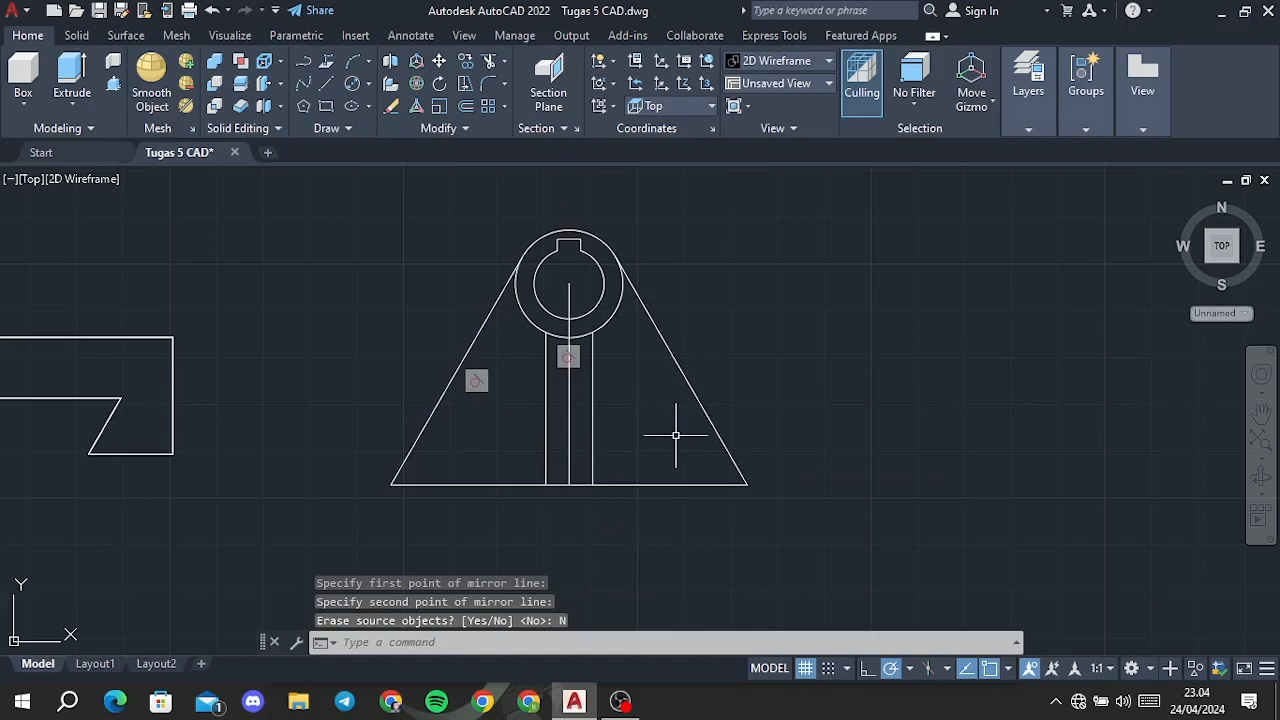 Share
Autodesk AutoCAD 2022 Tugas 5 CAD.dwg
Type a keyword or phrase
Sign In
Home Solid Surface Mesh Visualize Parametric Insert Annotate View Manage Output Add-ins Collaborate Express Tools Featured Apps
2D Wireframe
Unsaved View
Top
Box
Extrude
Smooth
Object
Section
Plane
Culling
No Filter
Move
Gizmo
Layers
Groups
View
Modeling
Mesh
Solid Editing
Draw
Modify
Section
Coordinates
View
Selection
Start
Tugas 5 CAD*
[−][Top][2D Wireframe]
N
W
TOP
E
S
Unnamed
Y
X
Specify first point of mirror line:
Specify second point of mirror line:
Erase source objects? [Yes/No] <No>: N
Type a command
Model Layout1 Layout2
MODEL
1:1
1
23.04
24/04/2024